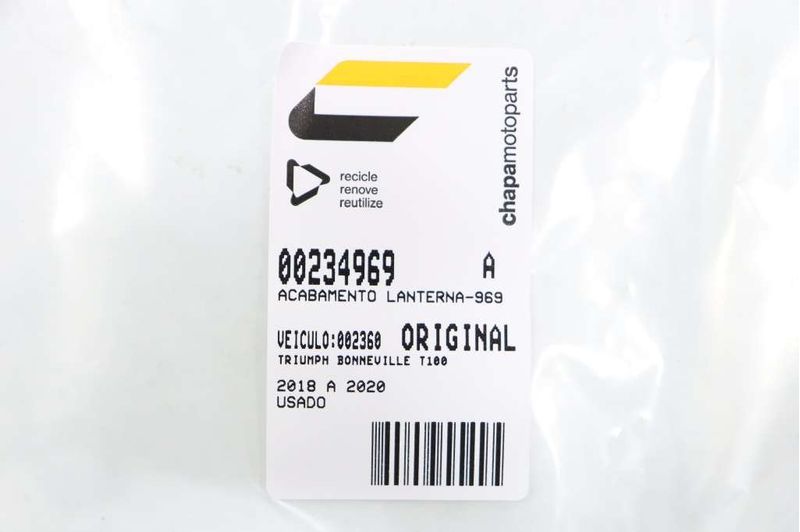 chapamotoparts
recicle
renove
reutilize
00234969 A
ACABAMENTO LANTERNA-969
VEICULO:002360 ORIGINAL
TRIUMPH BONNEVILLE T100
2018 A 2020
USADO